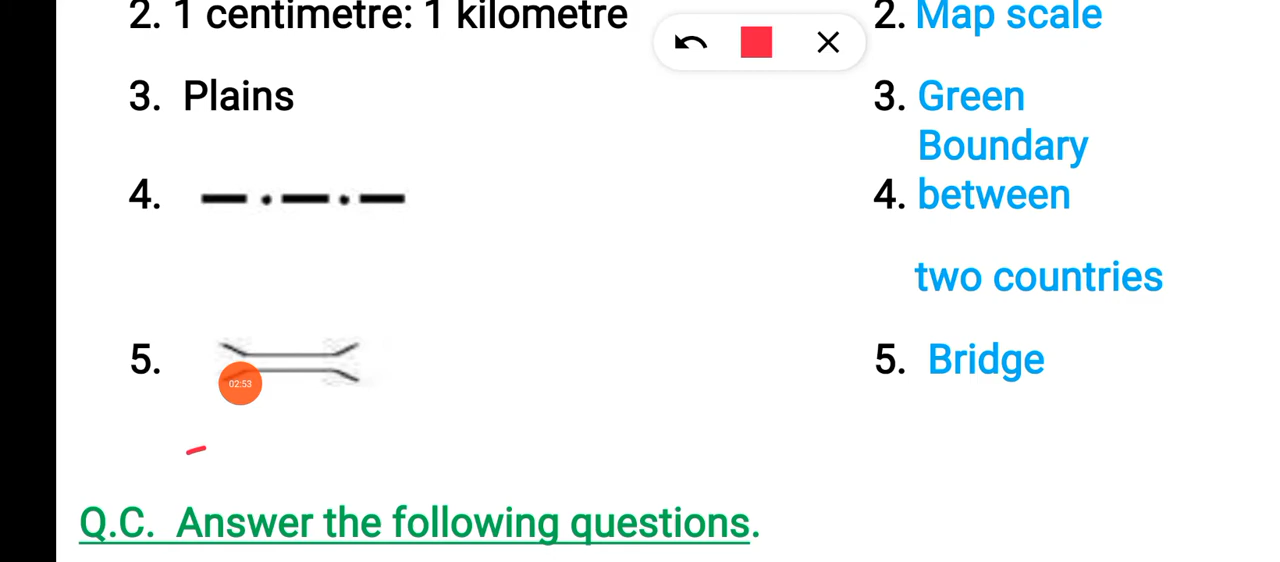 2. 1 centimetre: 1 kilometre 2. Map scale
3. Plains 3. Green
Boundary
4. 4. between
two countries
5. 5. Bridge
02:53
Q.C. Answer the following questions.